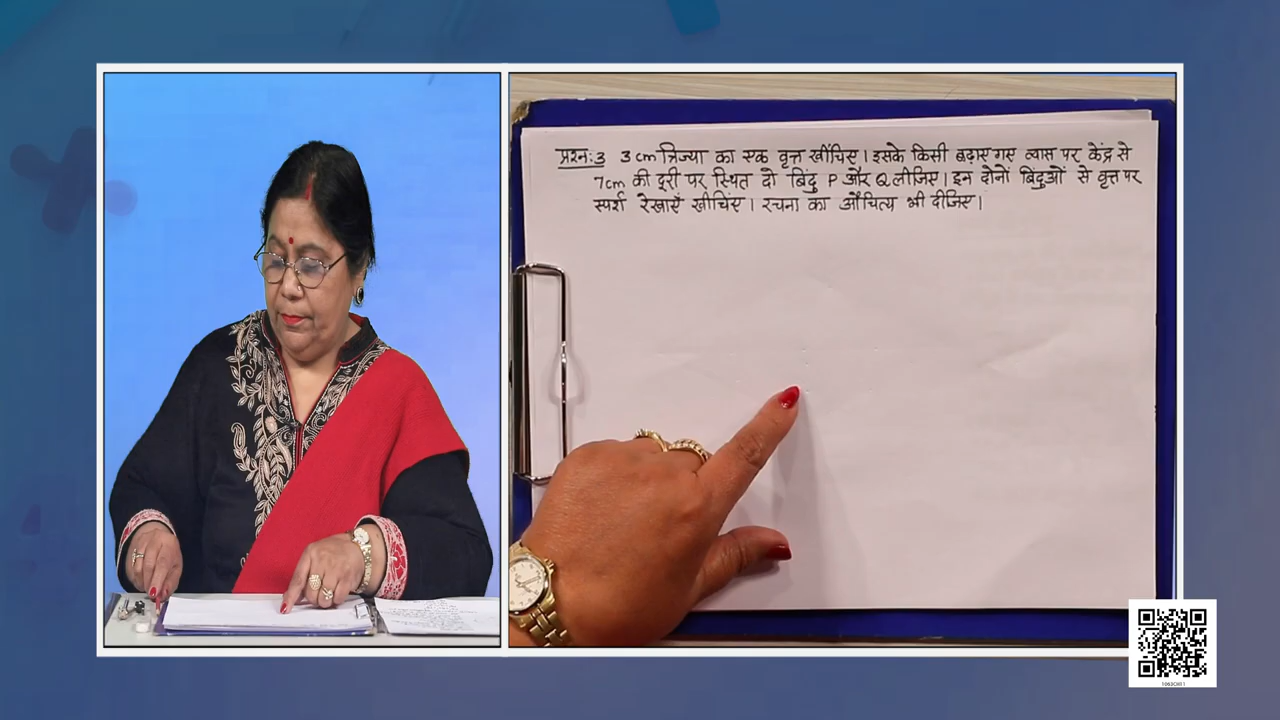 प्रश्न:3 3 cm त्रिज्या का एक वृत्त खींचिए। इसके किसी बढ़ाए गए व्यास पर केंद्र से
7cm की दूरी पर स्थित दो बिंदु P और Q लीजिए। इन दोनों बिंदुओं से वृत्त पर
स्पर्श रेखाएँ खींचिए। रचना का औचित्य भी दीजिए।